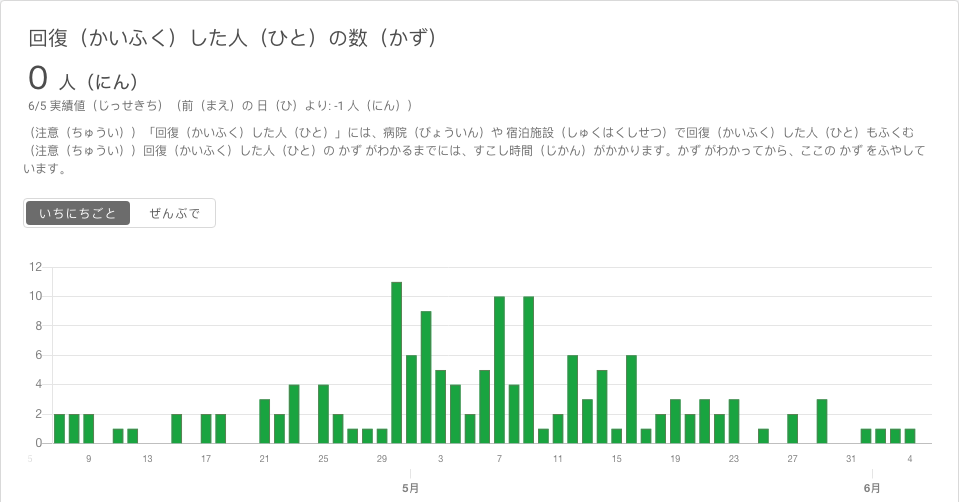 回復（かいふく）した人（ひと）の数（かず）
0 人（にん）
6/5 実績値（じっせきち）（前（まえ）の 日（ひ）より: -1 人（にん））
（注意（ちゅうい））「回復（かいふく）した人（ひと）」には、病院（びょういん）や 宿泊施設（しゅくはくしせつ）で回復（かいふく）した人（ひと）もふくむ
（注意（ちゅうい））回復（かいふく）した人（ひと）の かず がわかるまでには、すこし時間（じかん）がかかります。かず がわかってから、ここの かず をふやして
います。
いちにちごと ぜんぶで
12
10
8
6
4
2
0
5 9 13 17 21 25 29 3 7 11 15 19 23 27 31 4
5月 6月